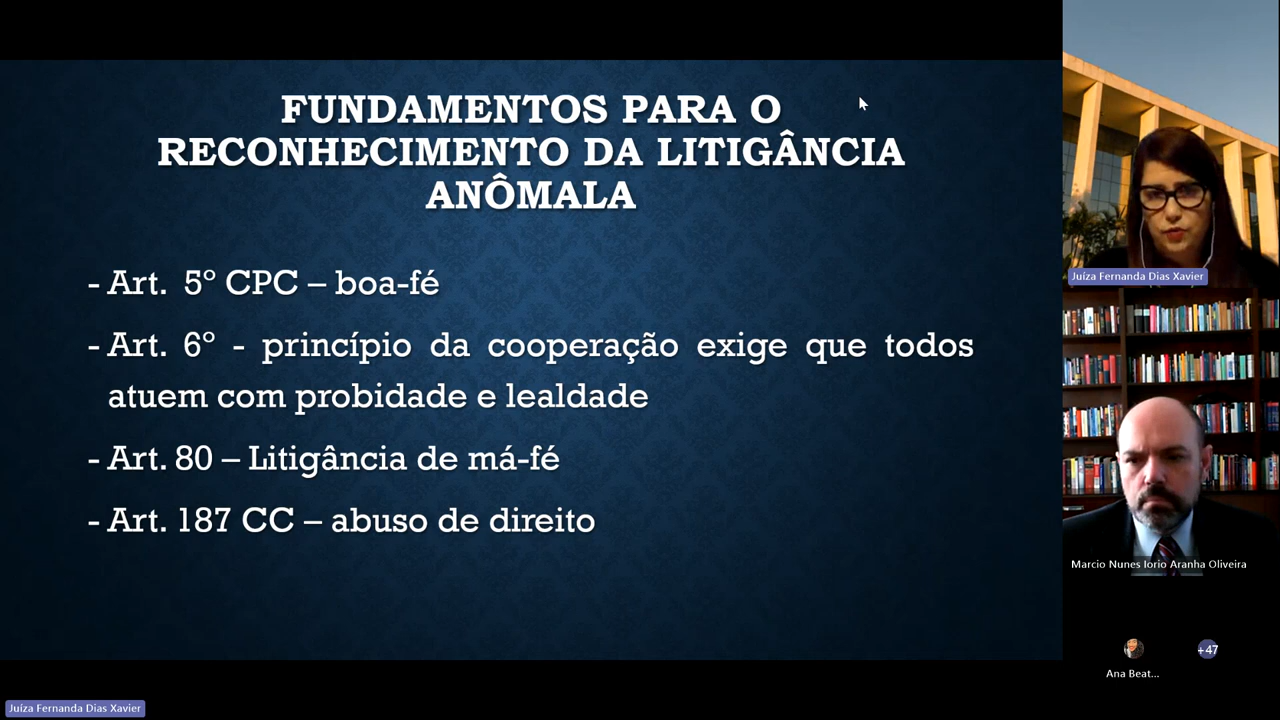 FUNDAMENTOS PARA O
RECONHECIMENTO DA LITIGÂNCIA
ANÔMALA
- Art. 5º CPC – boa-fé
- Art. 6º - princípio da cooperação exige que todos
atuem com probidade e lealdade
- Art. 80 – Litigância de má-fé
- Art. 187 CC – abuso de direito
Juíza Fernanda Dias Xavier
Marcio Nunes Iorio Aranha Oliveira
+47
Ana Beat...
Juíza Fernanda Dias Xavier